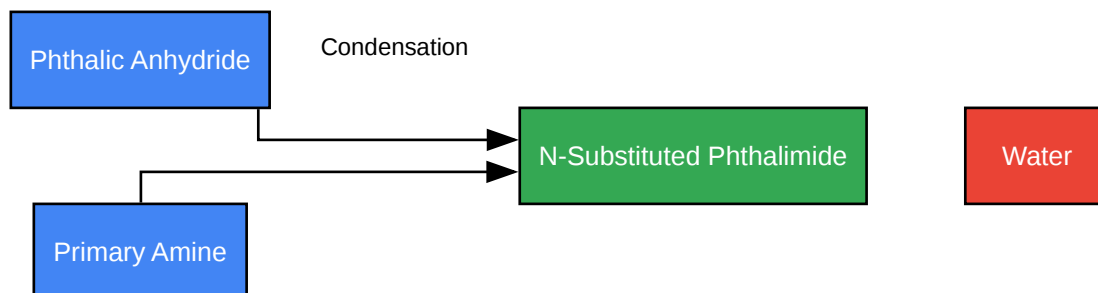 Phthalic Anhydride
Condensation
N-Substituted Phthalimide
Water
Primary Amine